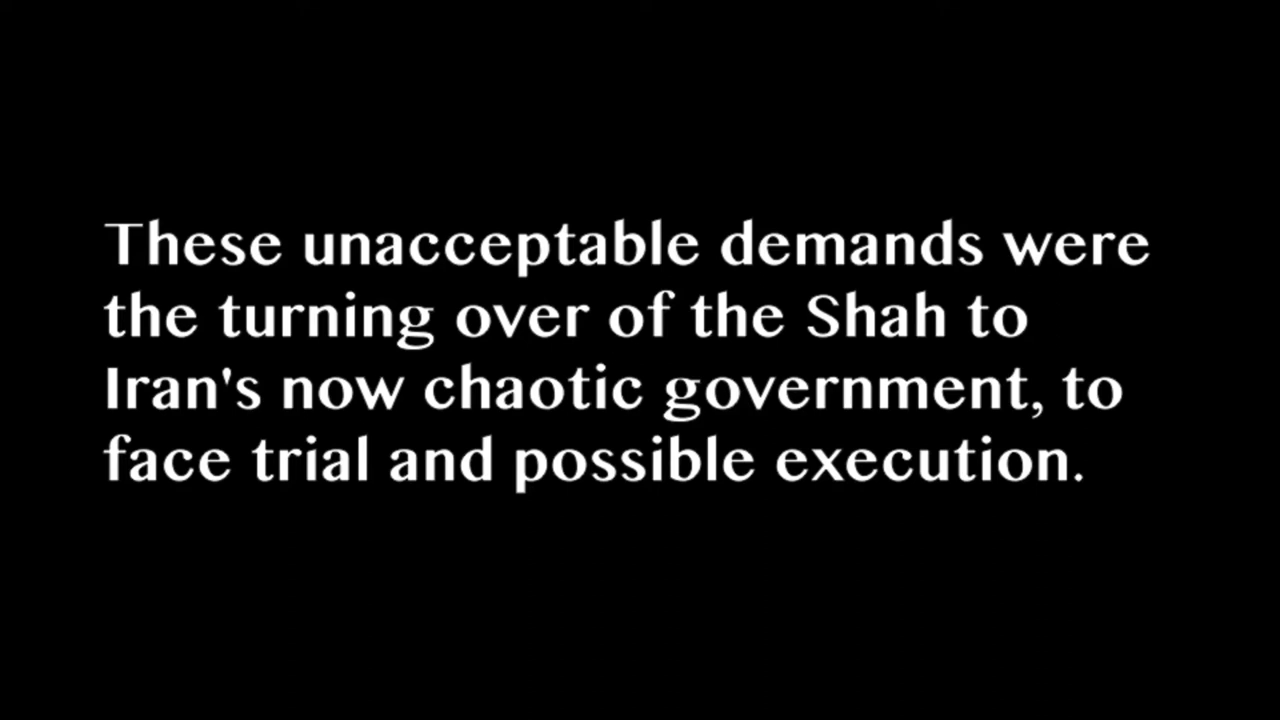 These unacceptable demands were
the turning over of the Shah to
Iran's now chaotic government, to
face trial and possible execution.